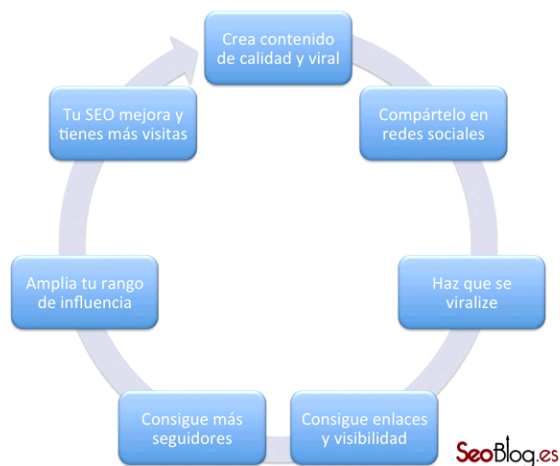 Crea contenido
de calidad y viral
Compártelo en
redes sociales
Haz que se
viralize
Consigue enlaces
y visibilidad
Consigue más
seguidores
Amplia tu rango
de influencia
Tu SEO mejora y
tienes más visitas
SeoBlog.es